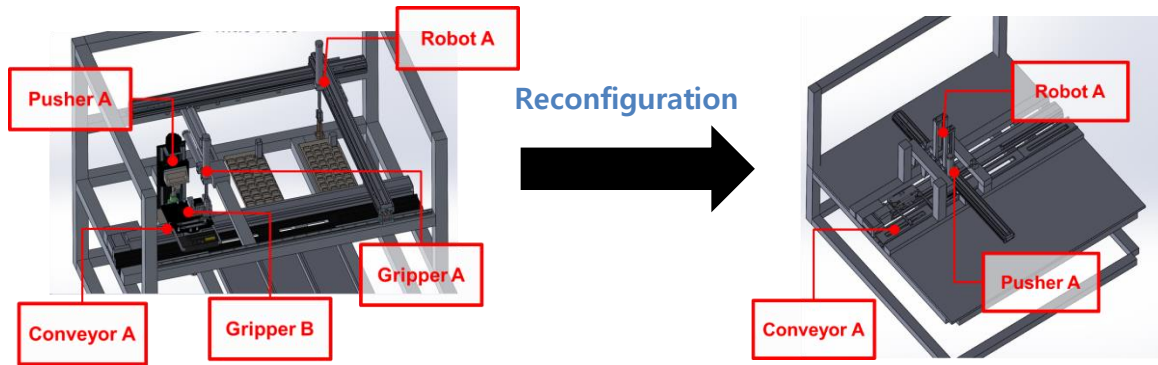 Robot A
Pusher A
Gripper A
Conveyor A
Gripper B
Reconfiguration
Robot A
Pusher A
Conveyor A